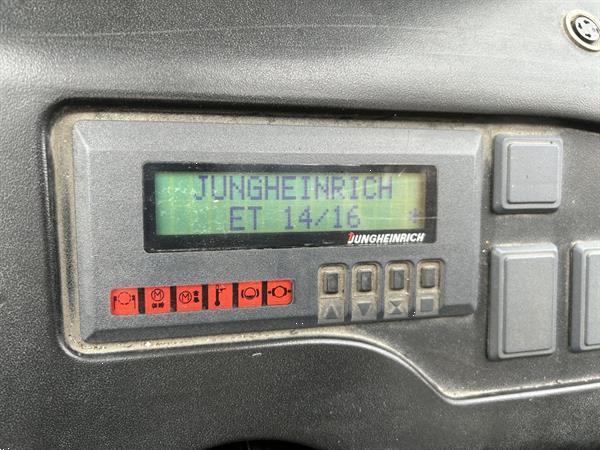 JUNGHEINRICH
ET 14/16 +
JUNGHEINRICH
M M